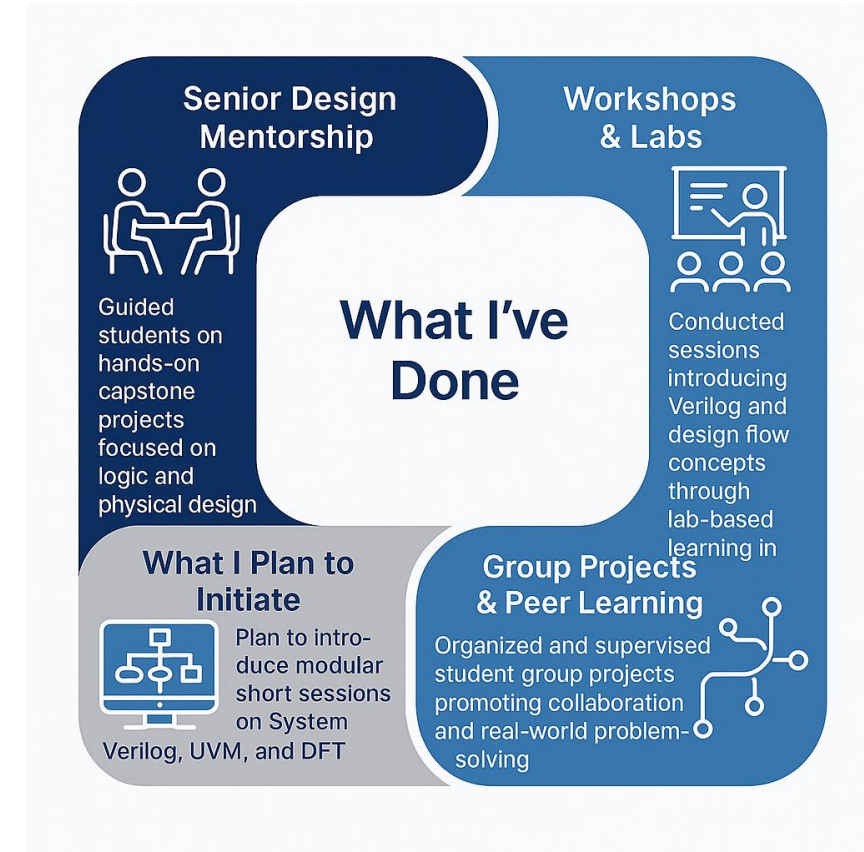 Senior Design
Mentorship
Guided
students on
hands-on
capstone
projects
focused on
logic and
physical design
Workshops
& Labs
Conducted
sessions
introducing
Verilog and
design flow
concepts
through
lab-based
learning in
What I've
Done
What I Plan to
Initiate
Plan to intro-
duce modular
short sessions
on System
Verilog, UVM, and DFT
Group Projects
& Peer Learning
Organized and supervised
student group projects
promoting collaboration
and real-world problem-
solving